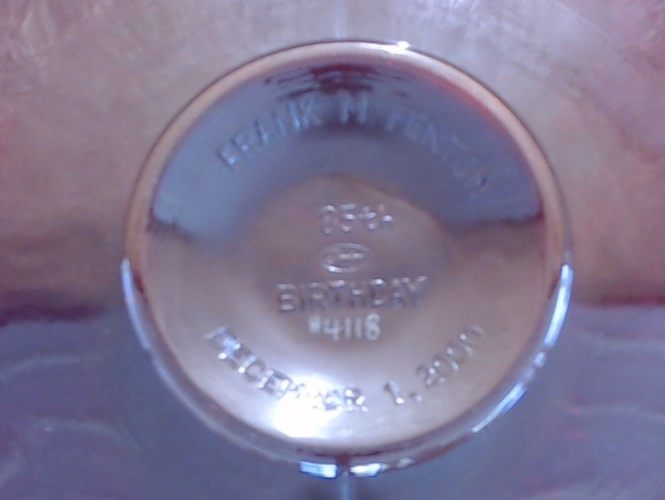 FRANK M. FENTON
85th
BIRTHDAY
#4118
DECEMBER 1, 2000